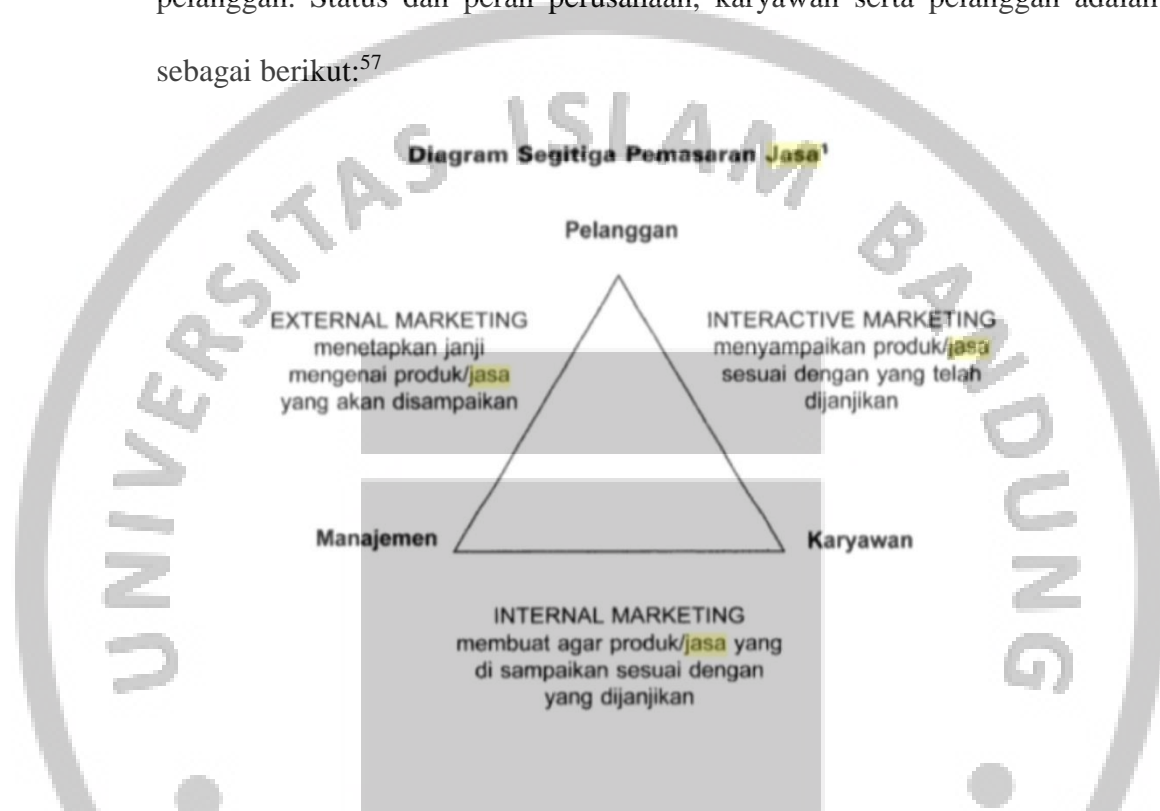 pelanggan. Status dan peran perusahaan, karyawan serta pelanggan adalah
sebagai berikut:57
UNIVERSITAS ISLAM BANDUNG
Diagram Segitiga Pemasaran Jasa¹
Pelanggan
EXTERNAL MARKETING
menetapkan janji
mengenai produk/jasa
yang akan disampaikan
INTERACTIVE MARKETING
menyampaikan produk/jasa
sesuai dengan yang telah
dijanjikan
Manajemen
Karyawan
INTERNAL MARKETING
membuat agar produk/jasa yang
di sampaikan sesuai dengan
yang dijanjikan